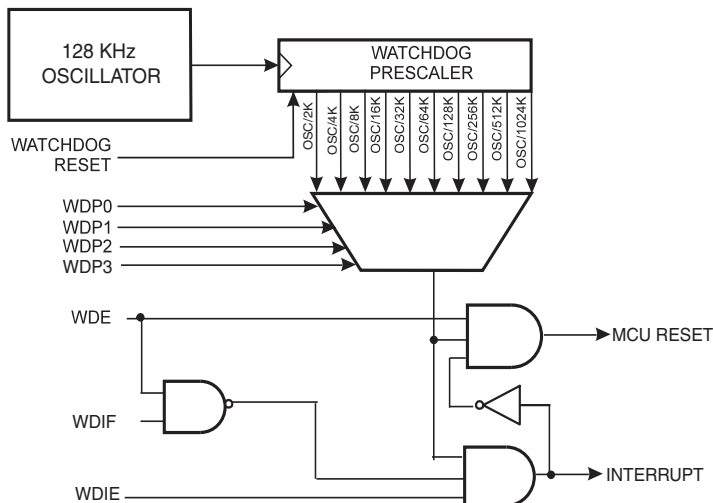 128 KHz
OSCILLATOR
WATCHDOG
PRESCALER
OSC/2K
OSC/4K
OSC/8K
OSC/16K
OSC/32K
OSC/64K
OSC/128K
OSC/256K
OSC/512K
OSC/1024K
WATCHDOG
RESET
WDP0
WDP1
WDP2
WDP3
WDE
MCU RESET
WDIF
INTERRUPT
WDIE